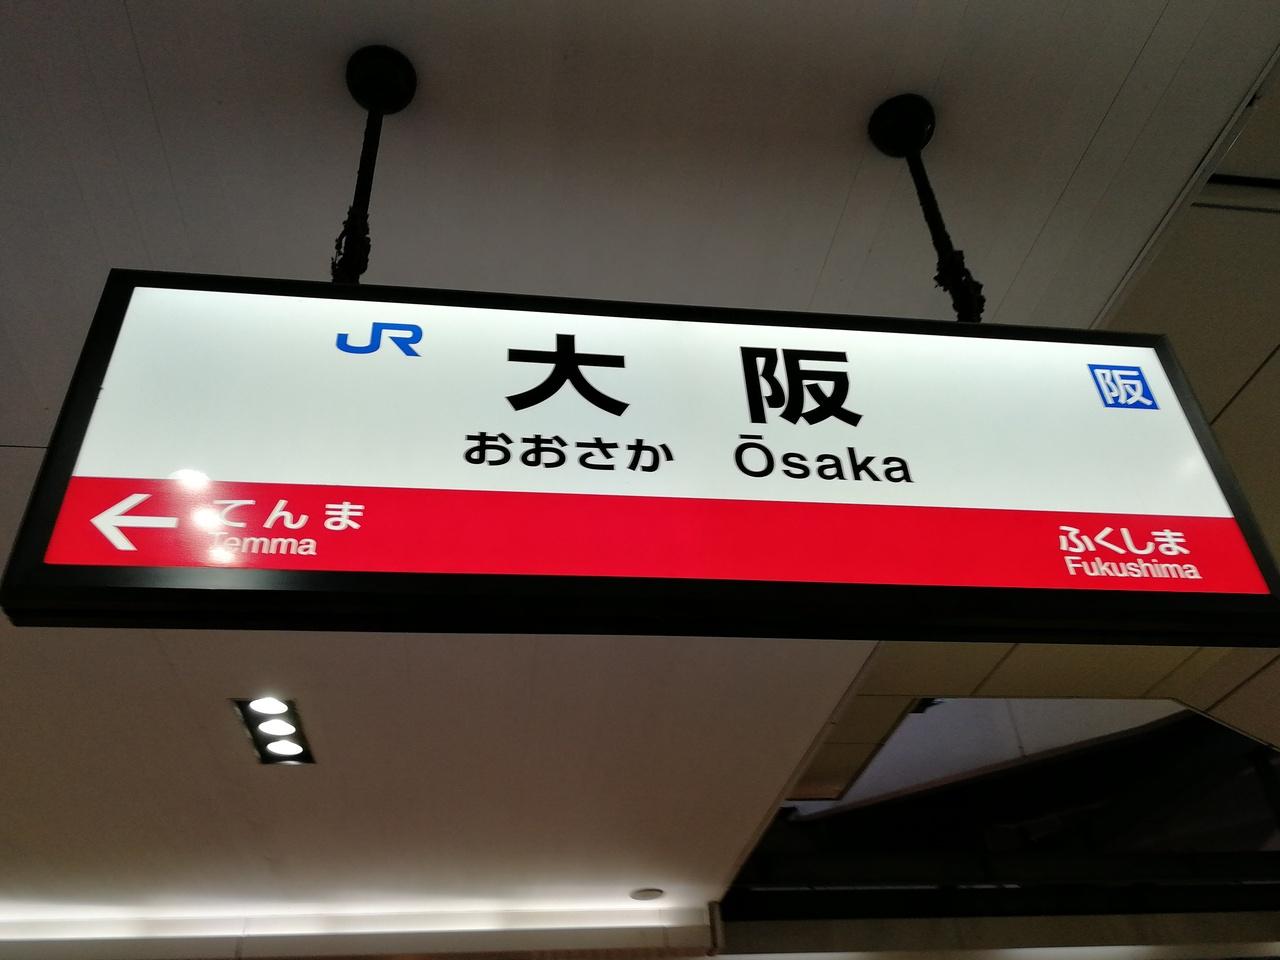 JR
大阪
阪
おおさか Ōsaka
← てんま
Temma
ふくしま
Fukushima